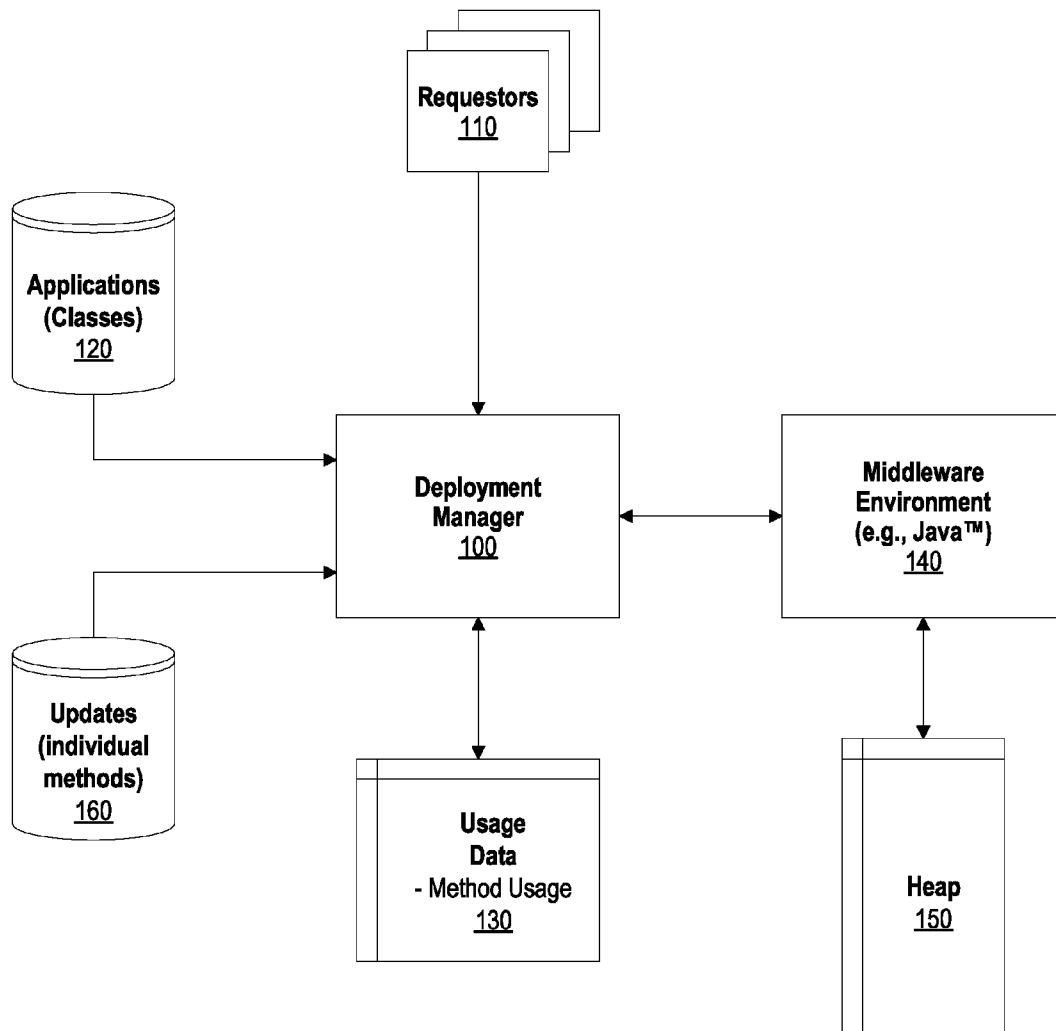 Requestors
110
Applications
(Classes)
120
Deployment
Manager
100
Middleware
Environment
(e.g., Java™)
140
Updates
(individual
methods)
160
Usage
Data
- Method Usage
130
Heap
150